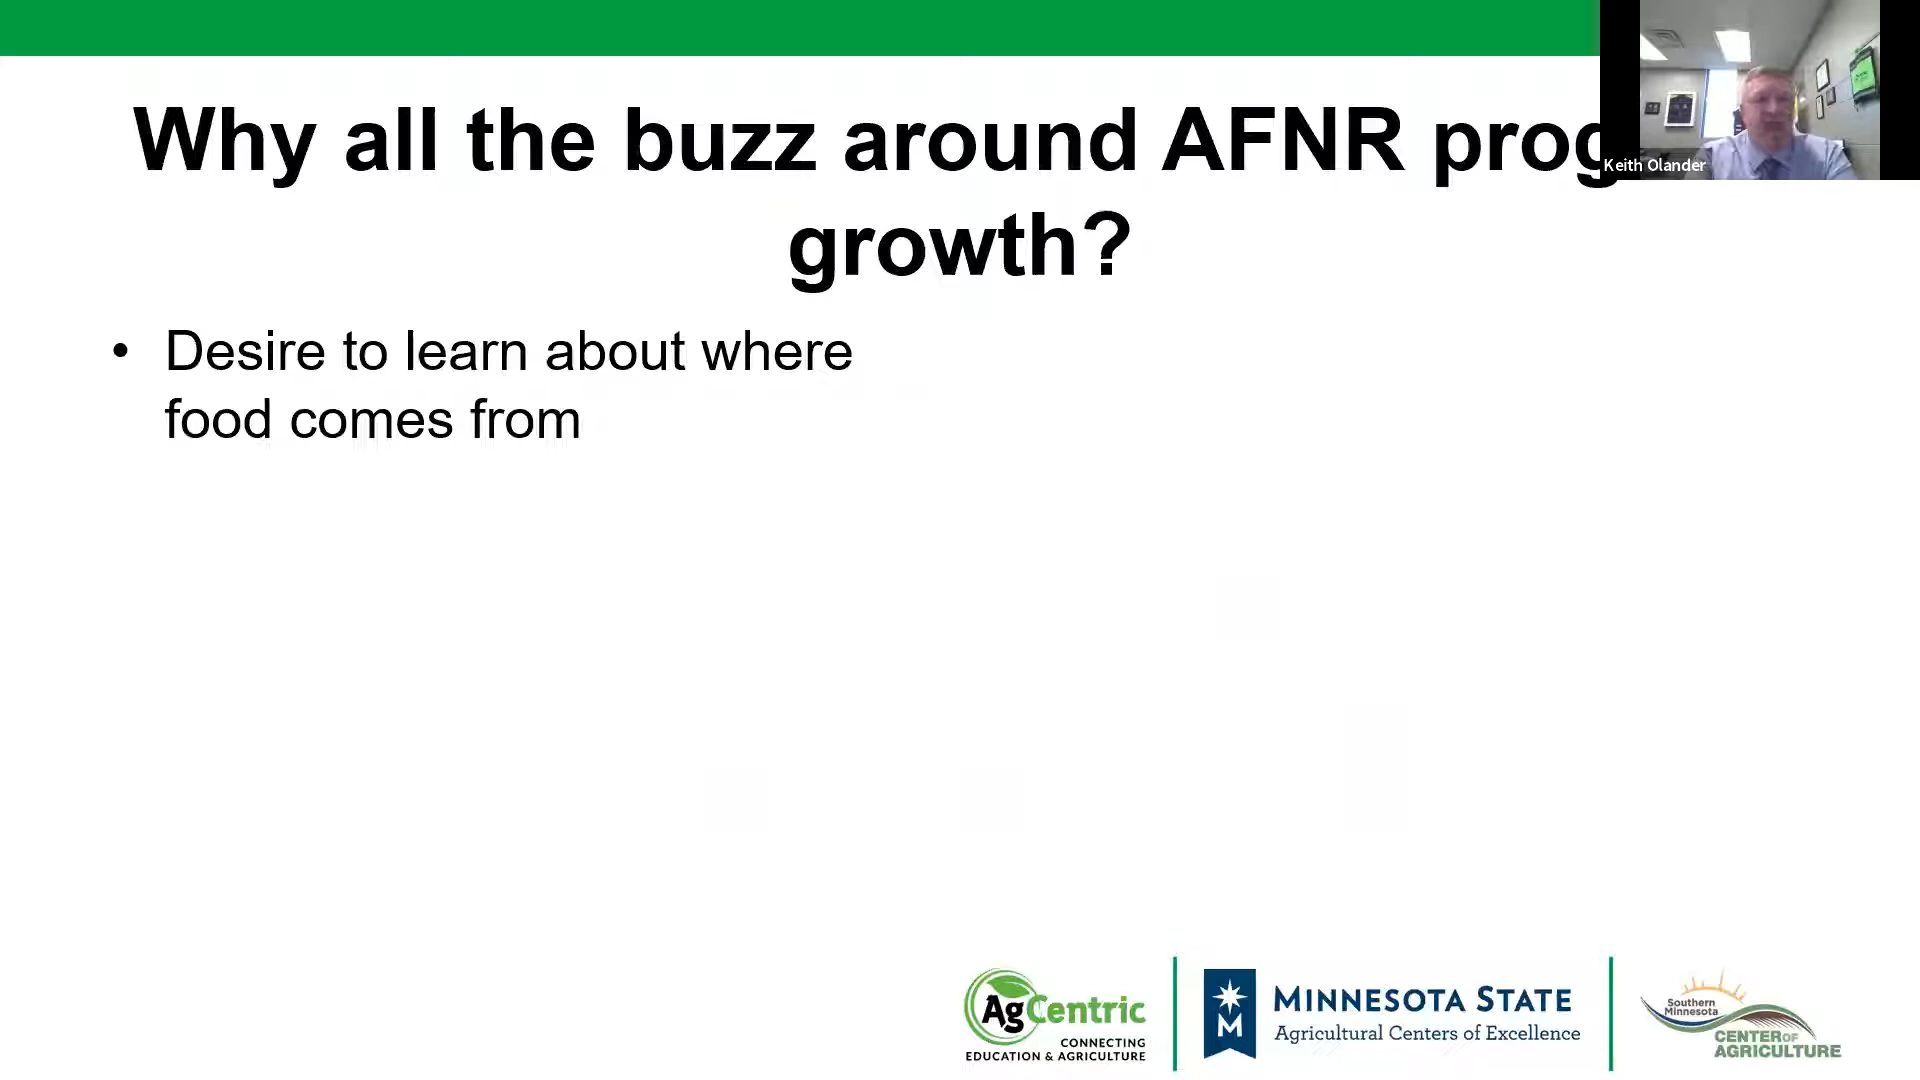 Why all the buzz around AFNR prog
growth?
Keith Olander
• Desire to learn about where
food comes from
AgCentric
CONNECTING
EDUCATION & AGRICULTURE
M
MINNESOTA STATE
Agricultural Centers of Excellence
Southern
Minnesota
CENTER OF
AGRICULTURE